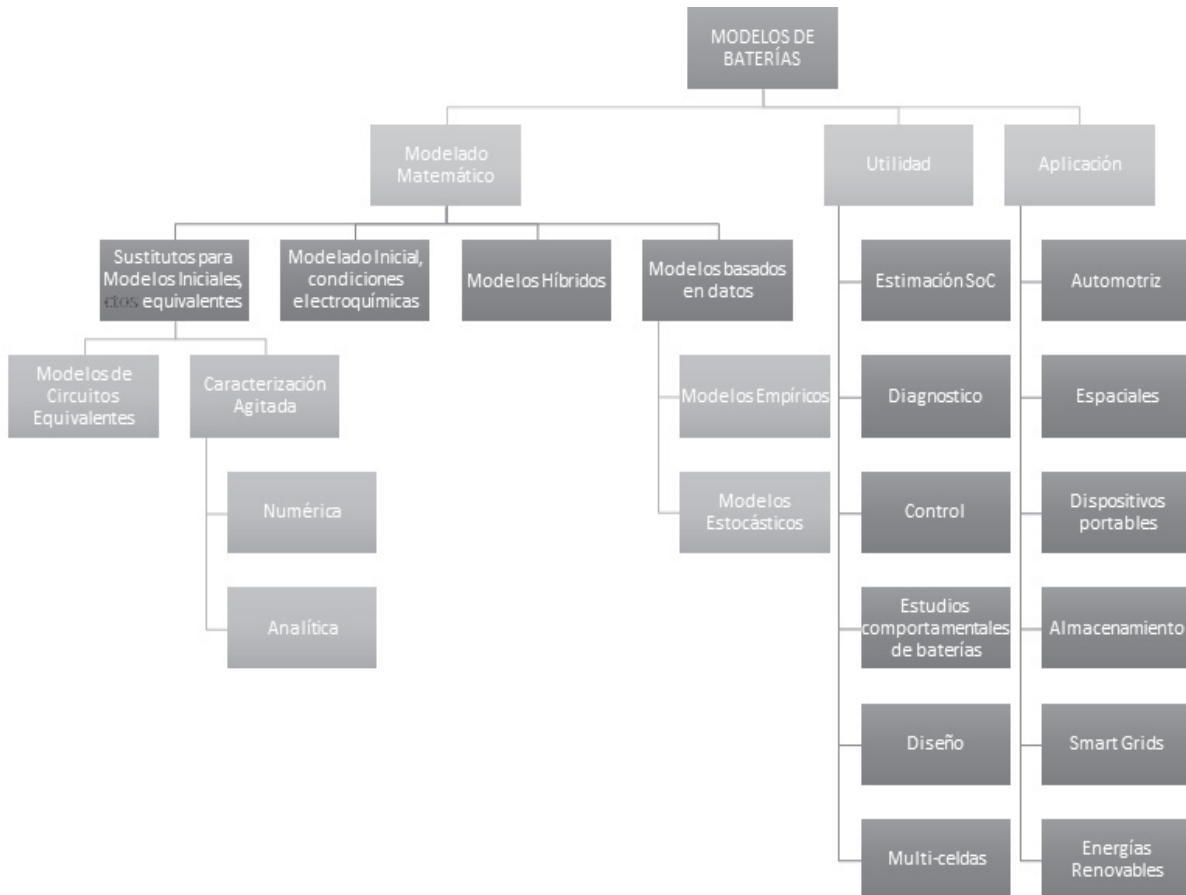 MODELOS DE
BATERÍAS
Modelado
Matemático
Utilidad
Aplicación
Sustitutos para
Modelos Iniciales,
ctos. equivalentes
Modelado Inicial,
condiciones
electroquímicas
Modelos Híbridos
Modelos basados
en datos
Estimación SoC
Automotriz
Modelos de
Circuitos
Equivalentes
Caracterización
Agitada
Modelos Empíricos
Diagnostico
Espaciales
Numérica
Modelos
Estocásticos
Control
Dispositivos
portables
Analítica
Estudios
comportamentales
de baterías
Almacenamiento
Diseño
Smart Grids
Multi-celdas
Energías
Renovables